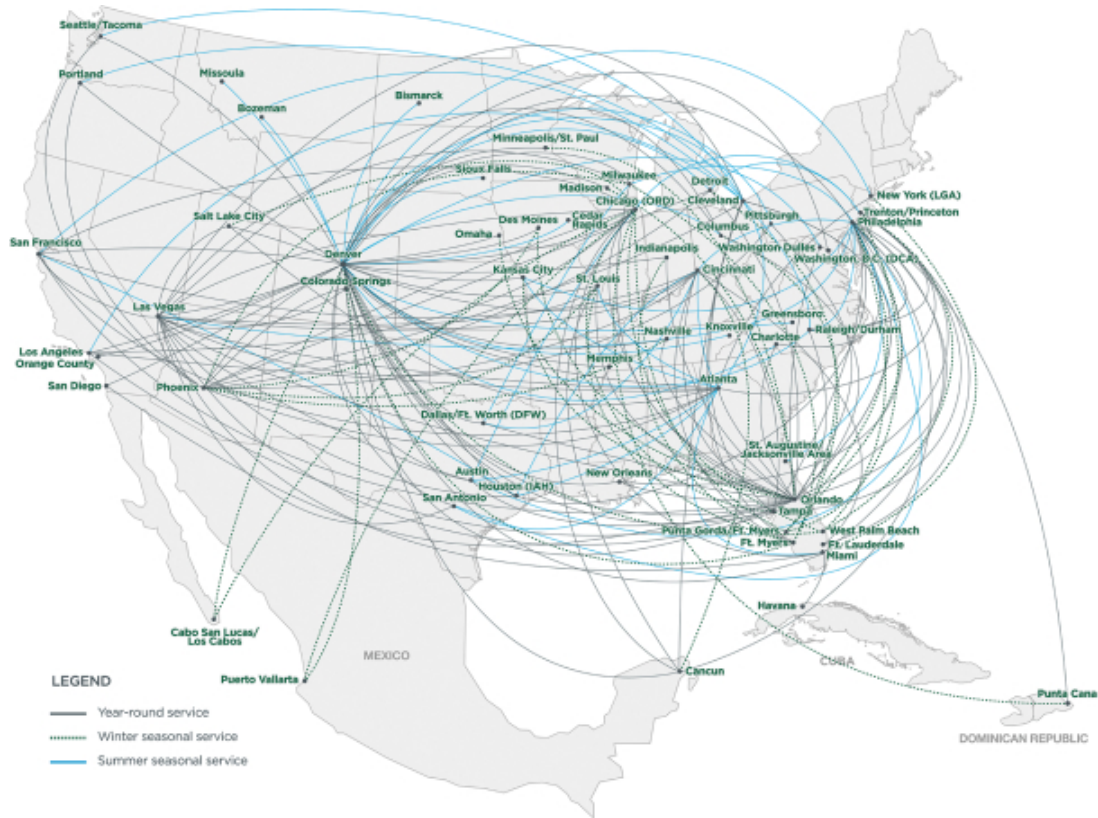 Seattle/Tacoma
Portland
Missoula
Bozeman
Bismarck
Minneapolis/St. Paul
Sioux Falls
Milwaukee
Madison
Chicago (ORD)
Detroit
Cleveland
New York (LGA)
Trenton/Princeton
Philadelphia
Pittsburgh
Columbus
Salt Lake City
Des Moines
Cedar
Rapids
Omaha
San Francisco
Denver
Colorado Springs
Indianapolis
Washington Dulles
Washington, D.C. (DCA)
Kansas City
St. Louis
Cincinnati
Las Vegas
Greensboro
Nashville
Knoxville
Raleigh/Durham
Charlotte
Los Angeles
Orange County
Memphis
San Diego
Phoenix
Atlanta
Dallas/Ft. Worth (DFW)
St. Augustine/
Jacksonville Area
Austin
New Orleans
Houston (IAH)
San Antonio
Orlando
Tampa
Punta Gorda/Ft. Myers
West Palm Beach
Ft. Myers
Ft. Lauderdale
Miami
Havana
Cabo San Lucas/
Los Cabos
MEXICO
CUBA
Cancun
Puerto Vallarta
Punta Cana
DOMINICAN REPUBLIC
LEGEND
Year-round service
Winter seasonal service
Summer seasonal service